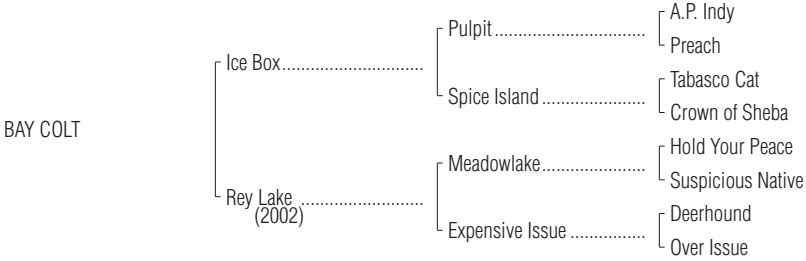 A.P. Indy
Pulpit
Preach
Ice Box
Tabasco Cat
Spice Island
Crown of Sheba
BAY COLT
Hold Your Peace
Meadowlake
Suspicious Native
Rey Lake
(2002)
Deerhound
Expensive Issue
Over Issue